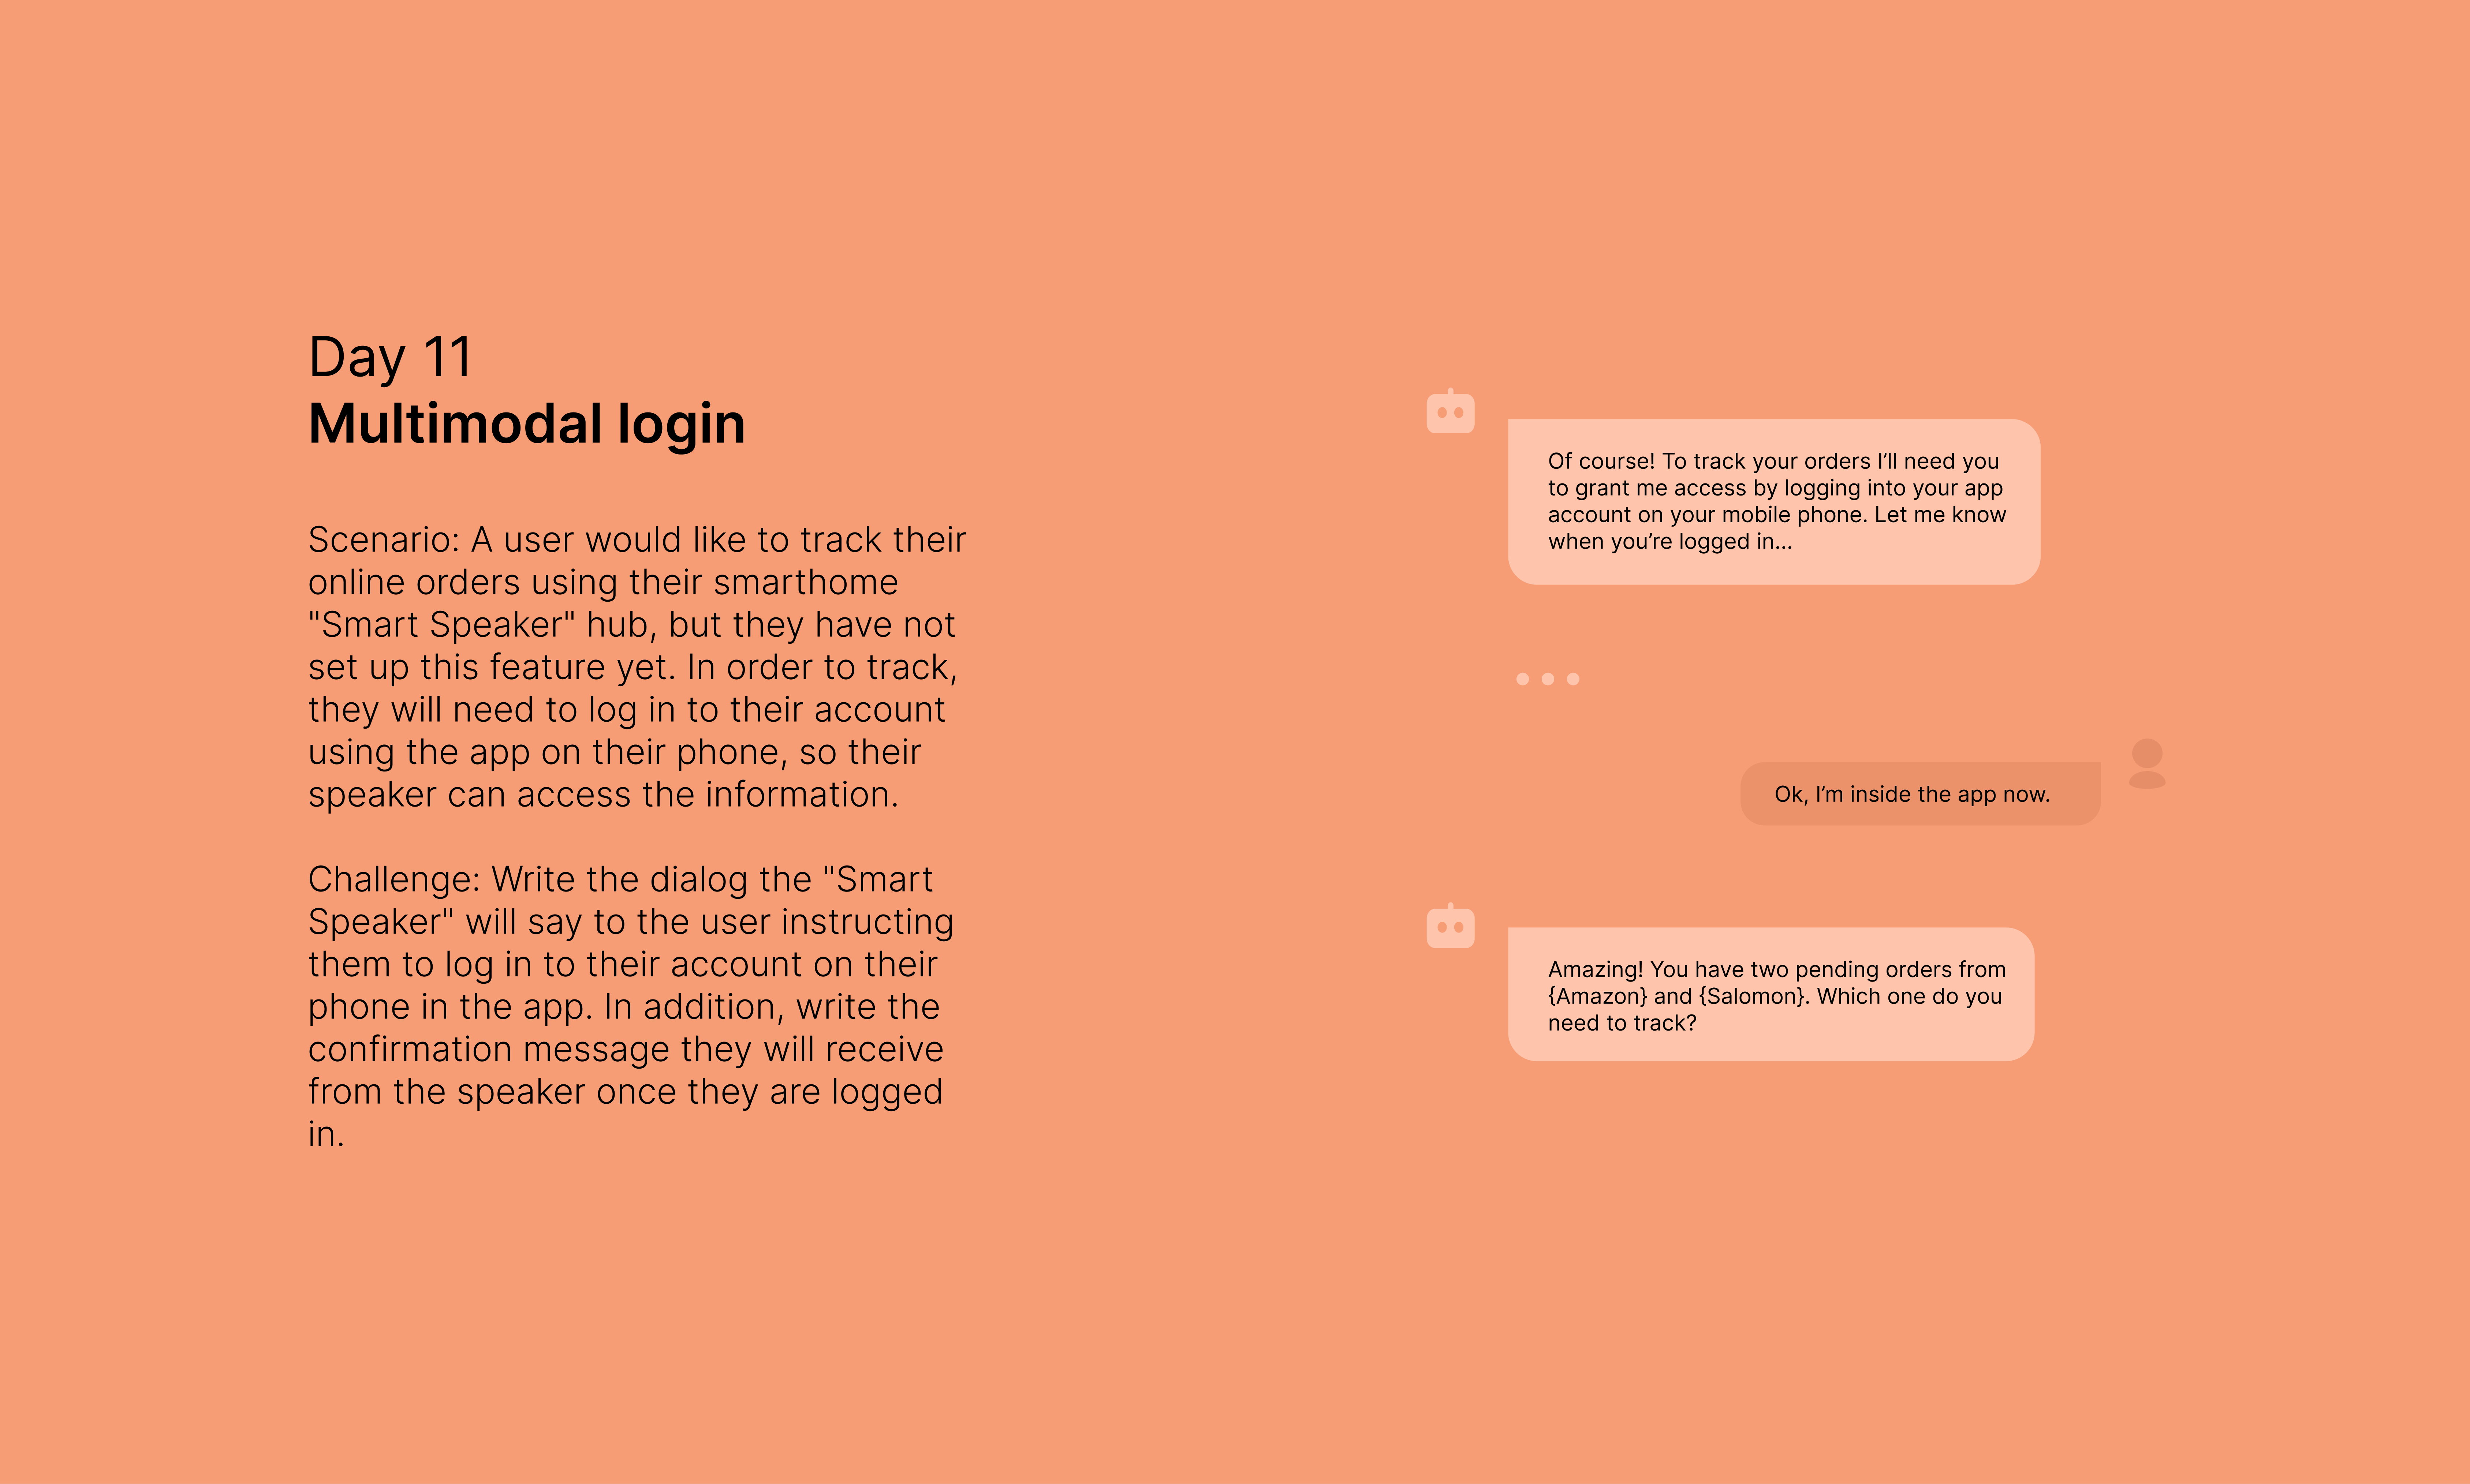 Day 11
Multimodal login
Scenario: A user would like to track their
online orders using their smarthome
"Smart Speaker" hub, but they have not
set up this feature yet. In order to track,
they will need to log in to their account
using the app on their phone, so their
speaker can access the information.
Challenge: Write the dialog the "Smart
Speaker" will say to the user instructing
them to log in to their account on their
phone in the app. In addition, write the
confirmation message they will receive
from the speaker once they are logged
in.
Of course! To track your orders I’ll need you
to grant me access by logging into your app
account on your mobile phone. Let me know
when you’re logged in...
Ok, I’m inside the app now.
Amazing! You have two pending orders from
{Amazon} and {Salomon}. Which one do you
need to track?